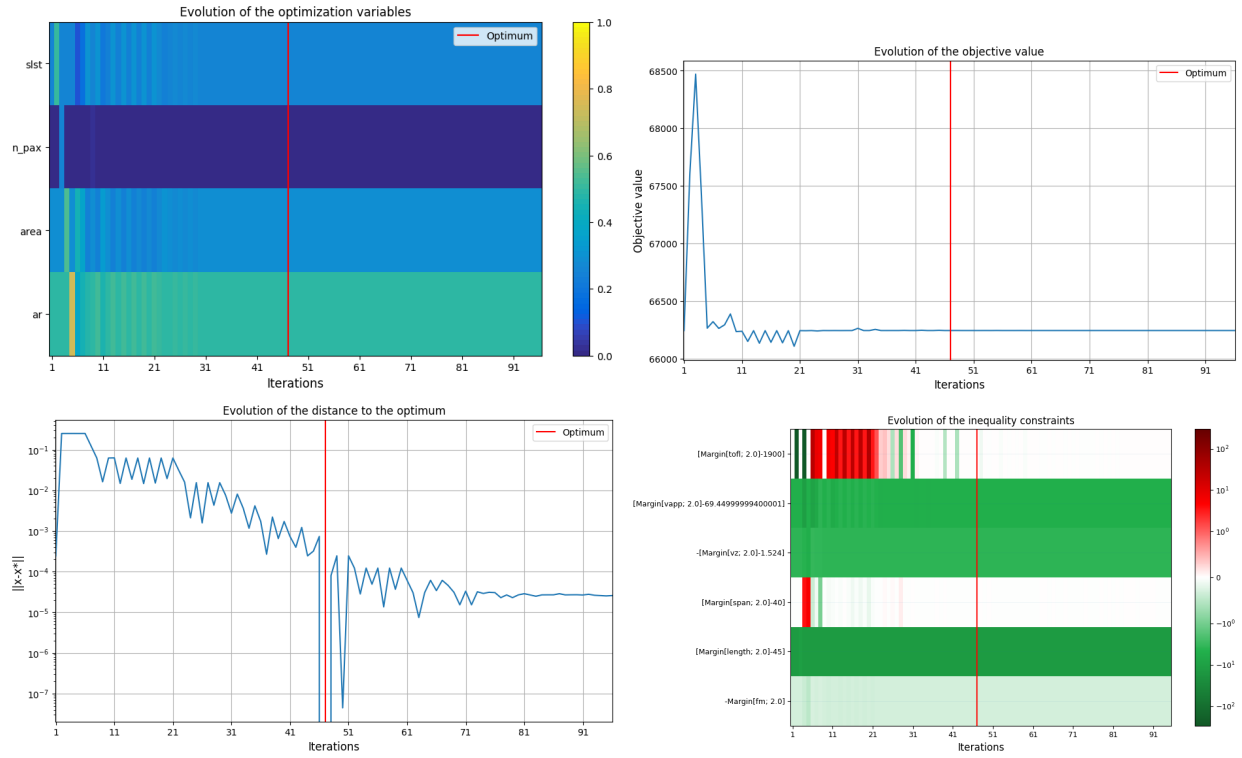 Evolution of the optimization variables
Optimum
slst
n_pax
area
ar
1 11 21 31 41 51 61 71 81 91
Iterations
1.0
0.8
0.6
0.4
0.2
0.0
Evolution of the objective value
Optimum
Objective value
68500
68000
67500
67000
66500
66000
1 11 21 31 41 51 61 71 81 91
Iterations
Evolution of the distance to the optimum
Optimum
||x-x*||
10⁻¹
10⁻²
10⁻³
10⁻⁴
10⁻⁵
10⁻⁶
10⁻⁷
1 11 21 31 41 51 61 71 81 91
Iterations
Evolution of the inequality constraints
[Margin[tofl; 2.0]-1900]
[Margin[vapp; 2.0]-69.44999999400001]
-[Margin[vz; 2.0]-1.524]
[Margin[span; 2.0]-40]
[Margin[length; 2.0]-45]
-Margin[fm; 2.0]
1 11 21 31 41 51 61 71 81 91
Iterations
10²
10¹
10⁰
0
−10⁰
−10¹
−10²